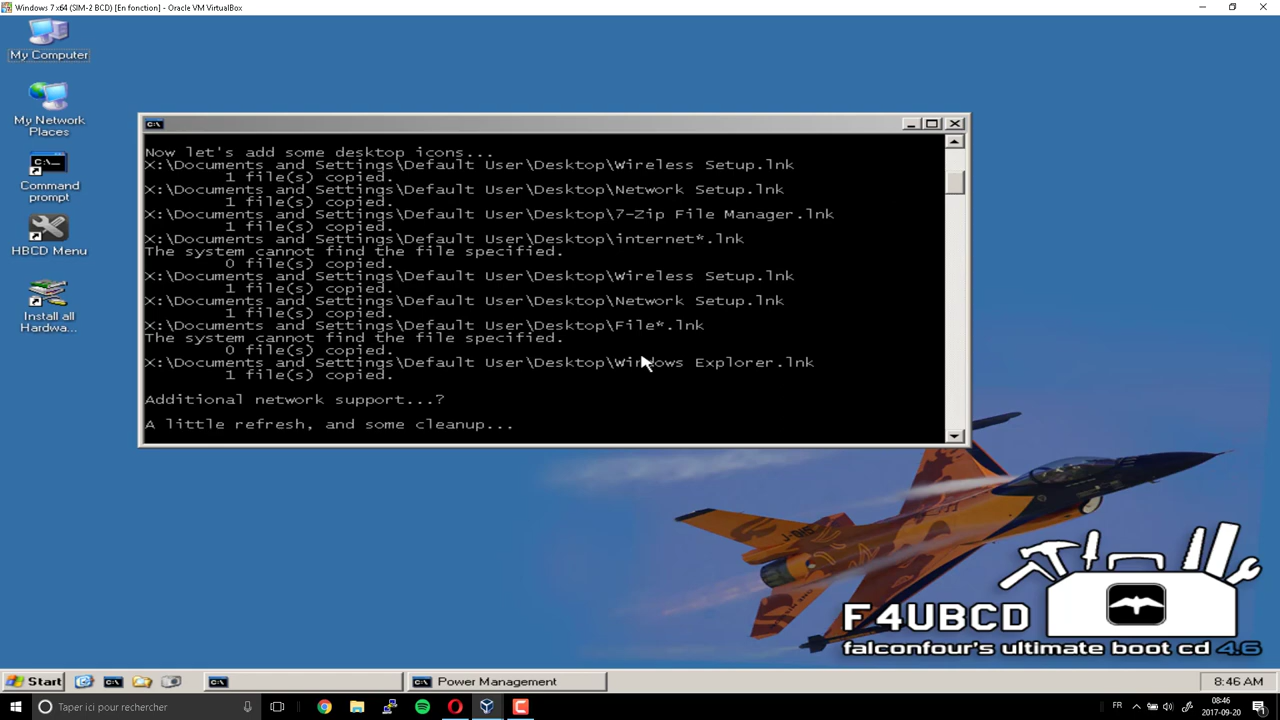 Windows 7 x64 (SIM-2 BCD) [En fonction] - Oracle VM VirtualBox
My Computer
My Network
Places
Command
prompt
HBCD Menu
Install all
Hardwa...
Now let's add some desktop icons...
X:\Documents and Settings\Default User\Desktop\Wireless Setup.lnk
1 file(s) copied.
X:\Documents and Settings\Default User\Desktop\Network Setup.lnk
1 file(s) copied.
X:\Documents and Settings\Default User\Desktop\7-Zip File Manager.lnk
1 file(s) copied.
X:\Documents and Settings\Default User\Desktop\internet*.lnk
The system cannot find the file specified.
0 file(s) copied.
X:\Documents and Settings\Default User\Desktop\Wireless Setup.lnk
1 file(s) copied.
X:\Documents and Settings\Default User\Desktop\Network Setup.lnk
1 file(s) copied.
X:\Documents and Settings\Default User\Desktop\File*.lnk
The system cannot find the file specified.
0 file(s) copied.
X:\Documents and Settings\Default User\Desktop\Windows Explorer.lnk
1 file(s) copied.
Additional network support...?
A little refresh, and some cleanup...
J-015
F4UBCD
falconfour's ultimate boot cd 4.6
Start
Power Management
8:46 AM
Taper ici pour rechercher
FR
08:46
2017-09-20